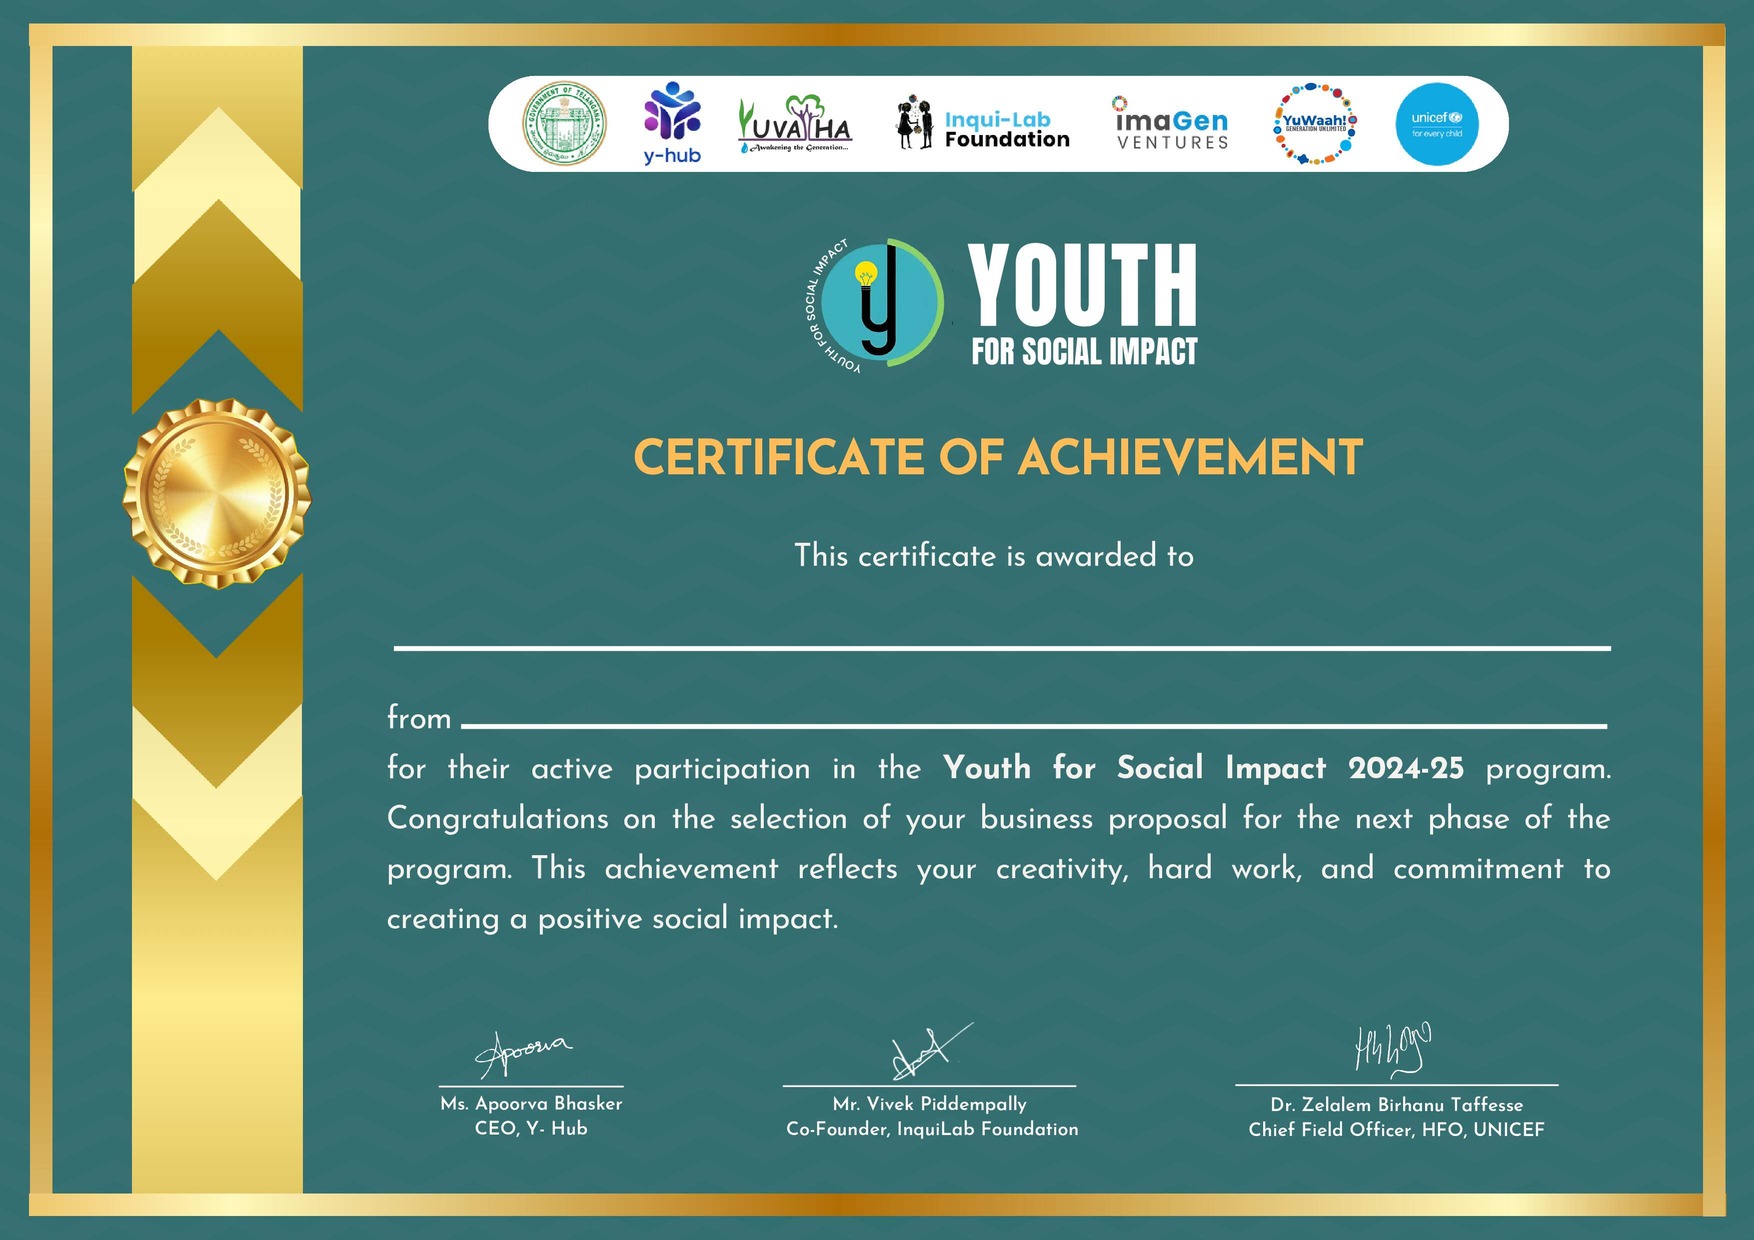 GOVERNMENT OF TELANGANA
y-hub
YUVATHA
Awakening the Generation...
Inqui-Lab
Foundation
imaGen
VENTURES
YuWaah!
GENERATION UNLIMITED
unicef
for every child
YOUTH FOR SOCIAL IMPACT
y
YOUTH
FOR SOCIAL IMPACT
CERTIFICATE OF ACHIEVEMENT
This certificate is awarded to
from
for their active participation in the Youth for Social Impact 2024-25 program.
Congratulations on the selection of your business proposal for the next phase of the
program. This achievement reflects your creativity, hard work, and commitment to
creating a positive social impact.
Apoorva
Ms. Apoorva Bhasker
CEO, Y- Hub
Mr. Vivek Piddempally
Co-Founder, InquiLab Foundation
Dr. Zelalem Birhanu Taffesse
Chief Field Officer, HFO, UNICEF